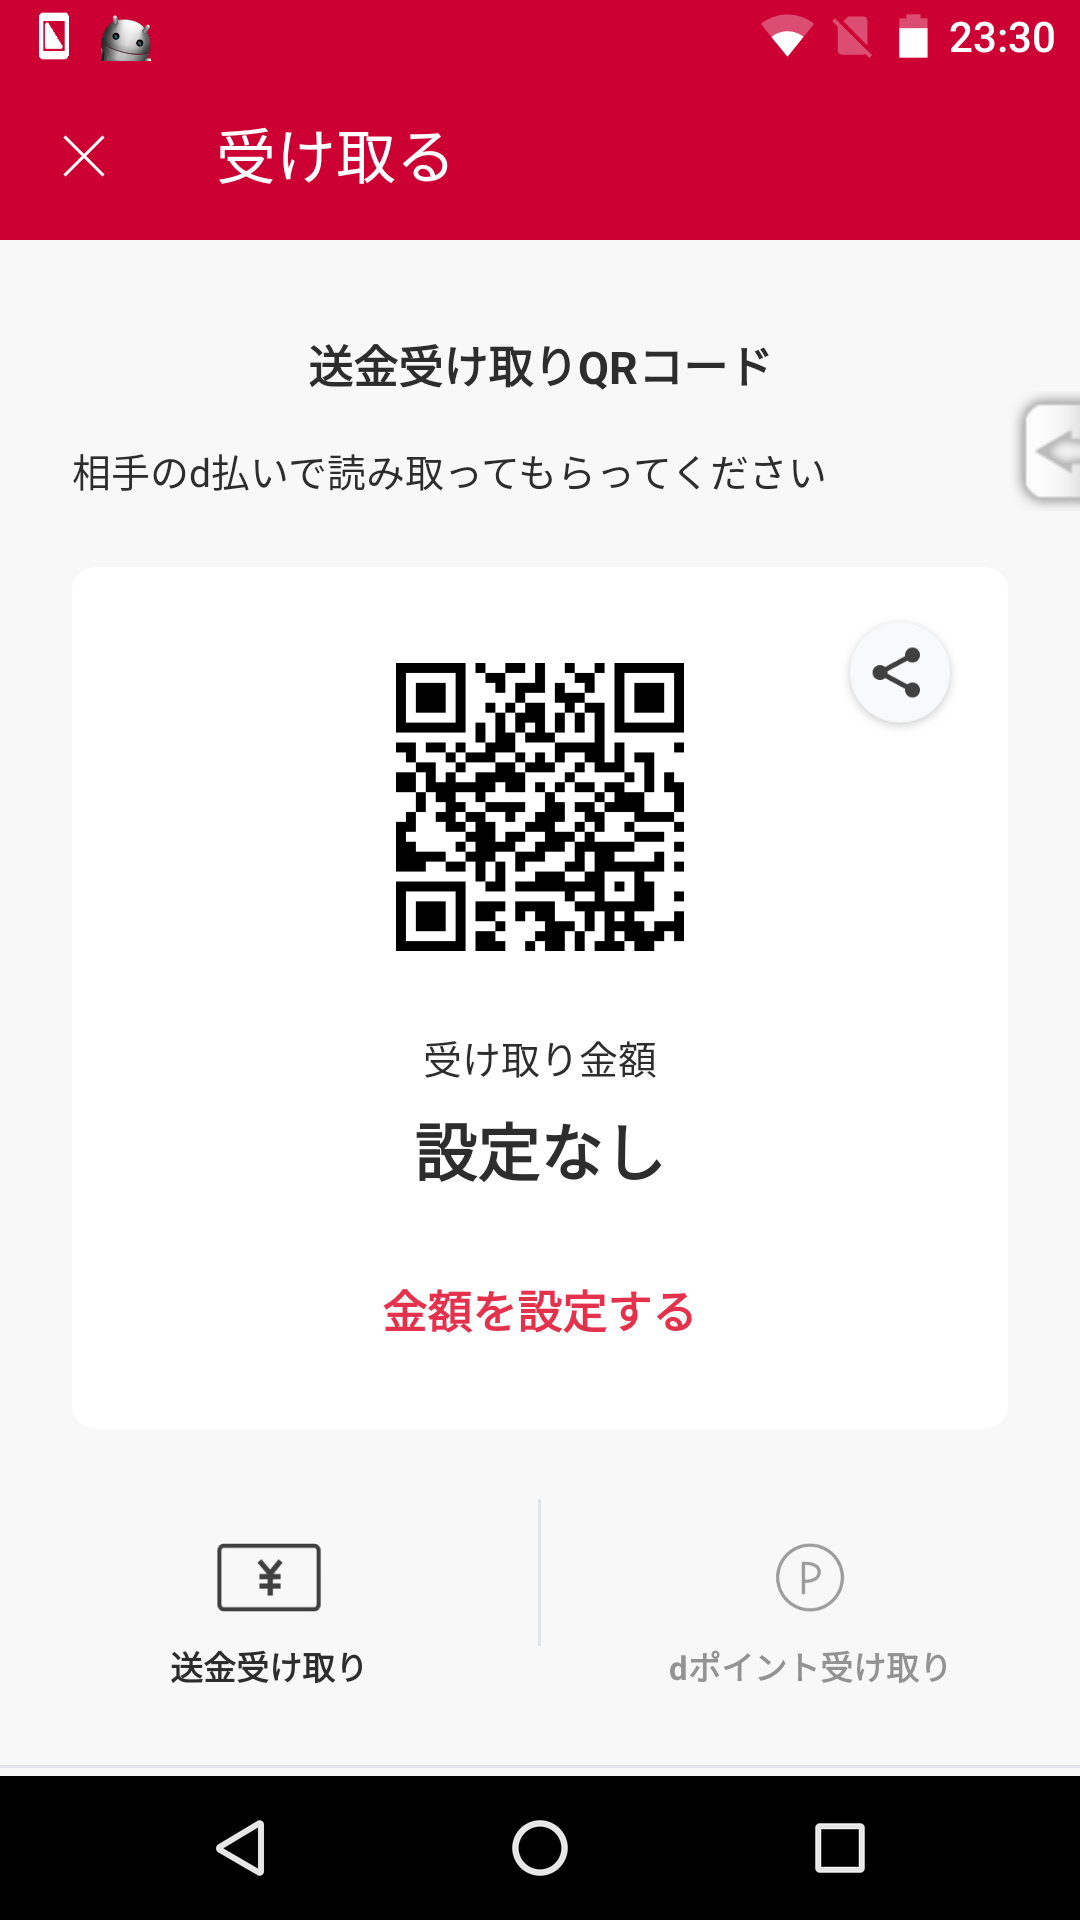 23:30
受け取る
送金受け取りQRコード
相手のd払いで読み取ってもらってください
受け取り金額
設定なし
金額を設定する
¥
送金受け取り
P
dポイント受け取り